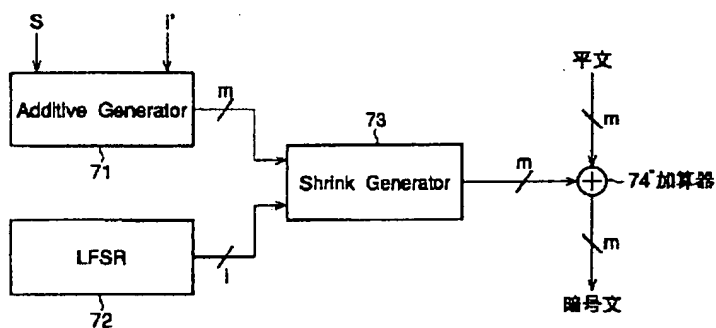 S
i'
Additive Generator
71
m
LFSR
72
l
73
Shrink Generator
m
平文
m
74 加算器
m
暗号文